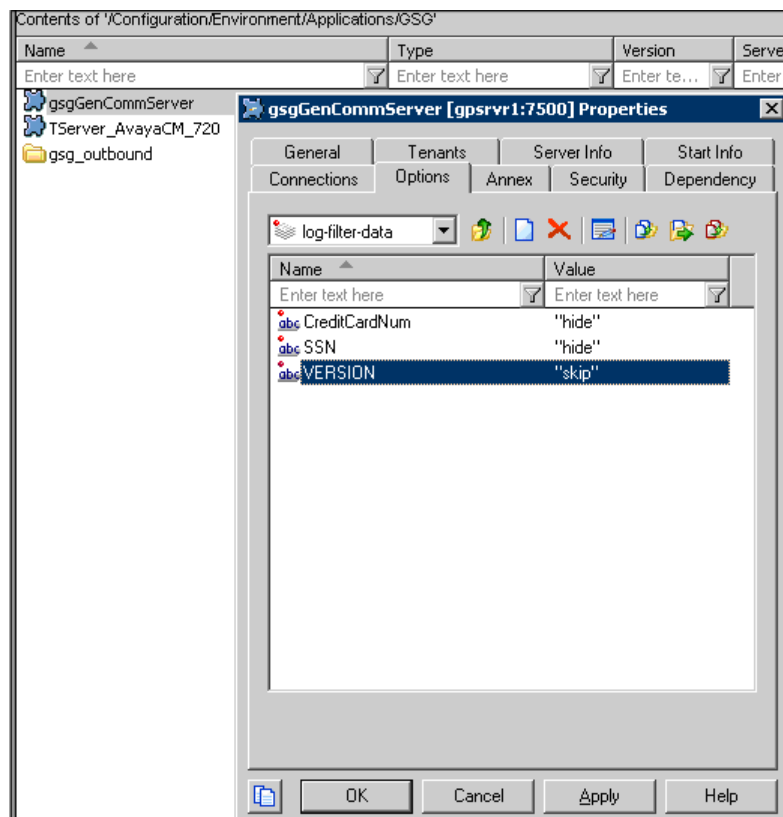 Contents of '/Configuration/Environment/Applications/GSG'
Name Type Version Serve
Enter text here Enter text here Enter te... Enter
gsgGenCommServer
TServer_AvayaCM_720
gsg_outbound
gsgGenCommServer [gpsrvr1:7500] Properties
General Tenants Server Info Start Info
Connections Options Annex Security Dependency
log-filter-data
Name Value
Enter text here Enter text here
abc CreditCardNum "hide"
abc SSN "hide"
abc VERSION "skip"
OK Cancel Apply Help